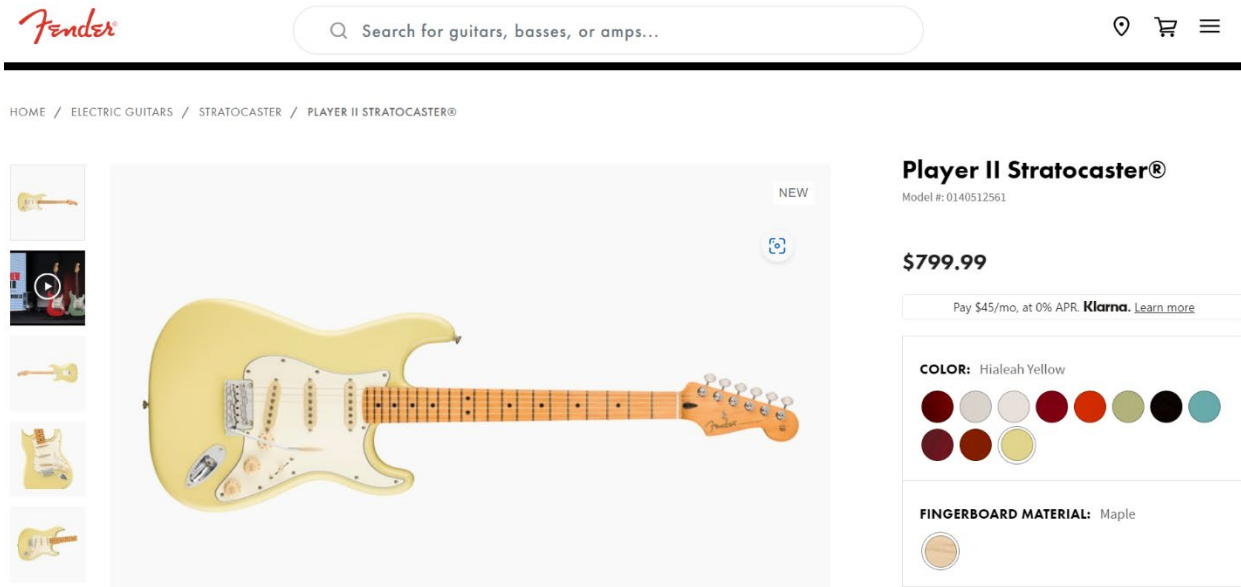 Fender
Search for guitars, basses, or amps...
HOME / ELECTRIC GUITARS / STRATOCASTER / PLAYER II STRATOCASTER®
NEW
Fender
Player II Stratocaster®
Model #: 0140512561
$799.99
Pay $45/mo, at 0% APR. Klarna. Learn more
COLOR: Hialeah Yellow
FINGERBOARD MATERIAL: Maple